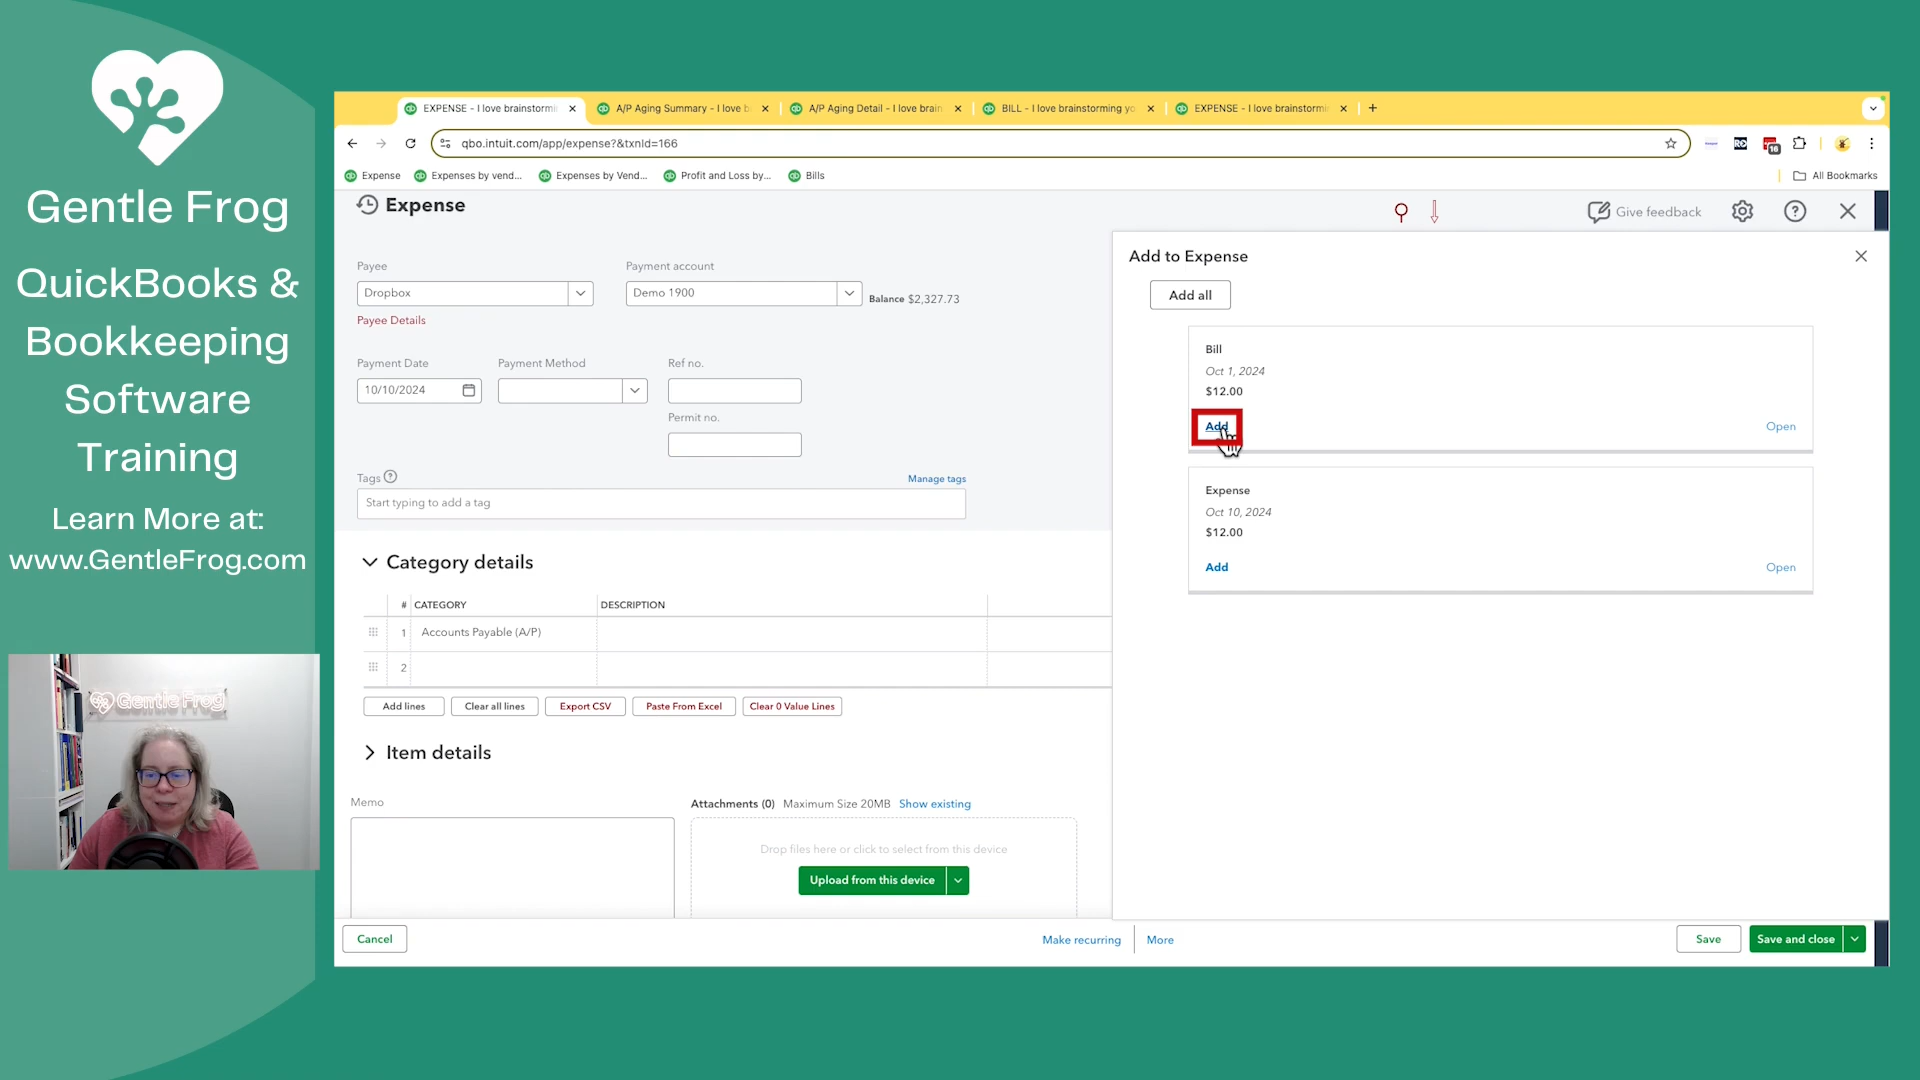 Gentle Frog
QuickBooks &
Bookkeeping
Software
Training
Learn More at:
www.GentleFrog.com
Gentle Frog
EXPENSE - I love brainstormi
A/P Aging Summary - I love b
A/P Aging Detail - I love brain
BILL - I love brainstorming yo
EXPENSE - I love brainstormi
qbo.intuit.com/app/expense?&txnId=166
Expense
Expenses by vend...
Expenses by Vend...
Profit and Loss by...
Bills
All Bookmarks
Expense
Give feedback
Payee
Payment account
Dropbox
Demo 1900
Balance $2,327.73
Payee Details
Payment Date
Payment Method
Ref no.
10/10/2024
Permit no.
Tags
Manage tags
Start typing to add a tag
Category details
# CATEGORY DESCRIPTION
1 Accounts Payable (A/P)
2
Add lines
Clear all lines
Export CSV
Paste From Excel
Clear 0 Value Lines
Item details
Memo
Attachments (0) Maximum Size 20MB Show existing
Drop files here or click to select from this device
Upload from this device
Add to Expense
Add all
Bill
Oct 1, 2024
$12.00
Add
Open
Expense
Oct 10, 2024
$12.00
Add
Open
Cancel
Make recurring
More
Save
Save and close